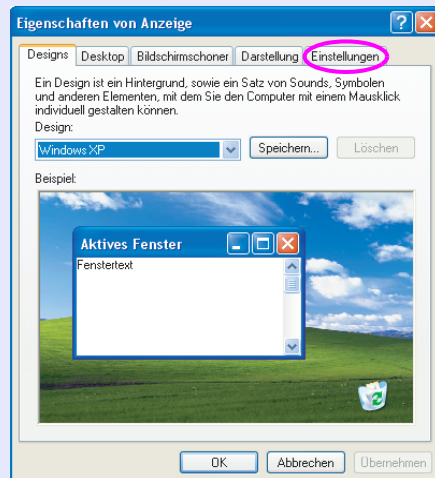 Eigenschaften von Anzeige
Designs Desktop Bildschirmschoner Darstellung Einstellungen
Ein Design ist ein Hintergrund, sowie ein Satz von Sounds, Symbolen
und anderen Elementen, mit dem Sie den Computer mit einem Mausklick
individuell gestalten können.
Design:
Windows XP Speichern... Löschen
Beispiel:
Aktives Fenster
Fenstertext
OK Abbrechen Übernehmen